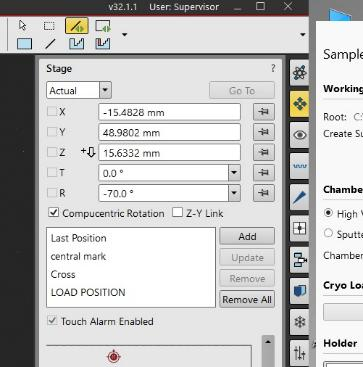 v32.1.1 User: Supervisor
Stage ?
Actual Go To
X -15.4828 mm
Y 48.9802 mm
Z 15.6332 mm
T 0.0 °
R -70.0 °
Compucentric Rotation Z-Y Link
Last Position
central mark
Cross
LOAD POSITION
Add
Update
Remove
Remove All
Touch Alarm Enabled
Sample
Working
Root: C:
Create Su
Chambe
High V
Sputte
Chamber
Cryo Loa
Holder